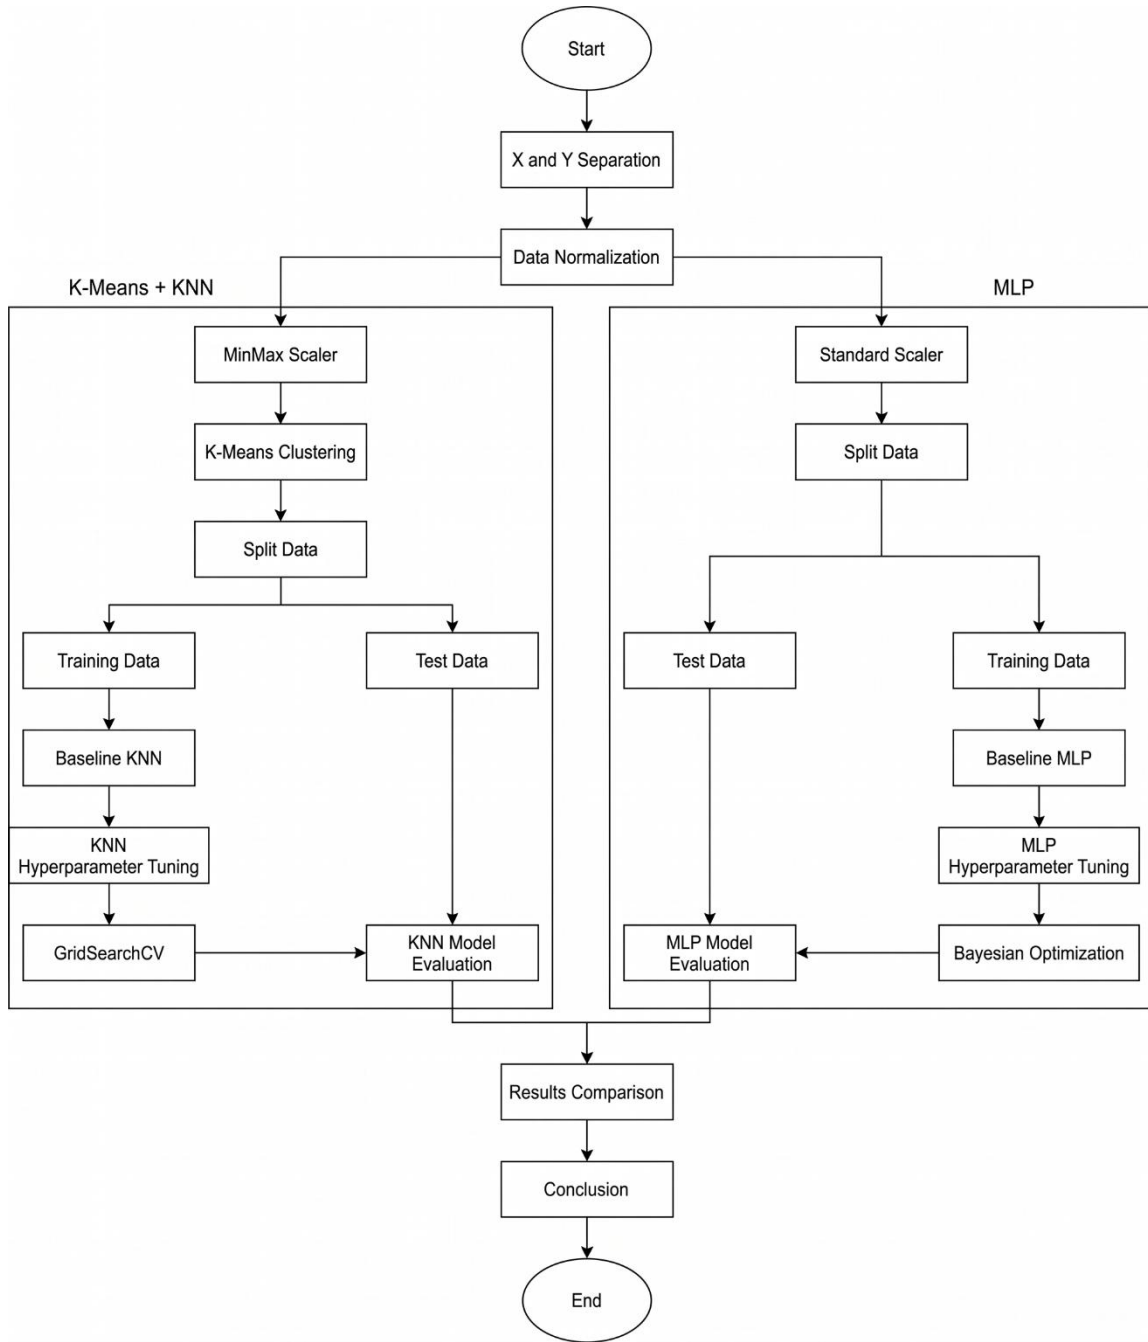 Start
X and Y Separation
Data Normalization
K-Means + KNN
MinMax Scaler
K-Means Clustering
Split Data
Training Data
Test Data
Baseline KNN
KNN
Hyperparameter Tuning
GridSearchCV
KNN Model
Evaluation
MLP
Standard Scaler
Split Data
Test Data
Training Data
Baseline MLP
MLP
Hyperparameter Tuning
MLP Model
Evaluation
Bayesian Optimization
Results Comparison
Conclusion
End